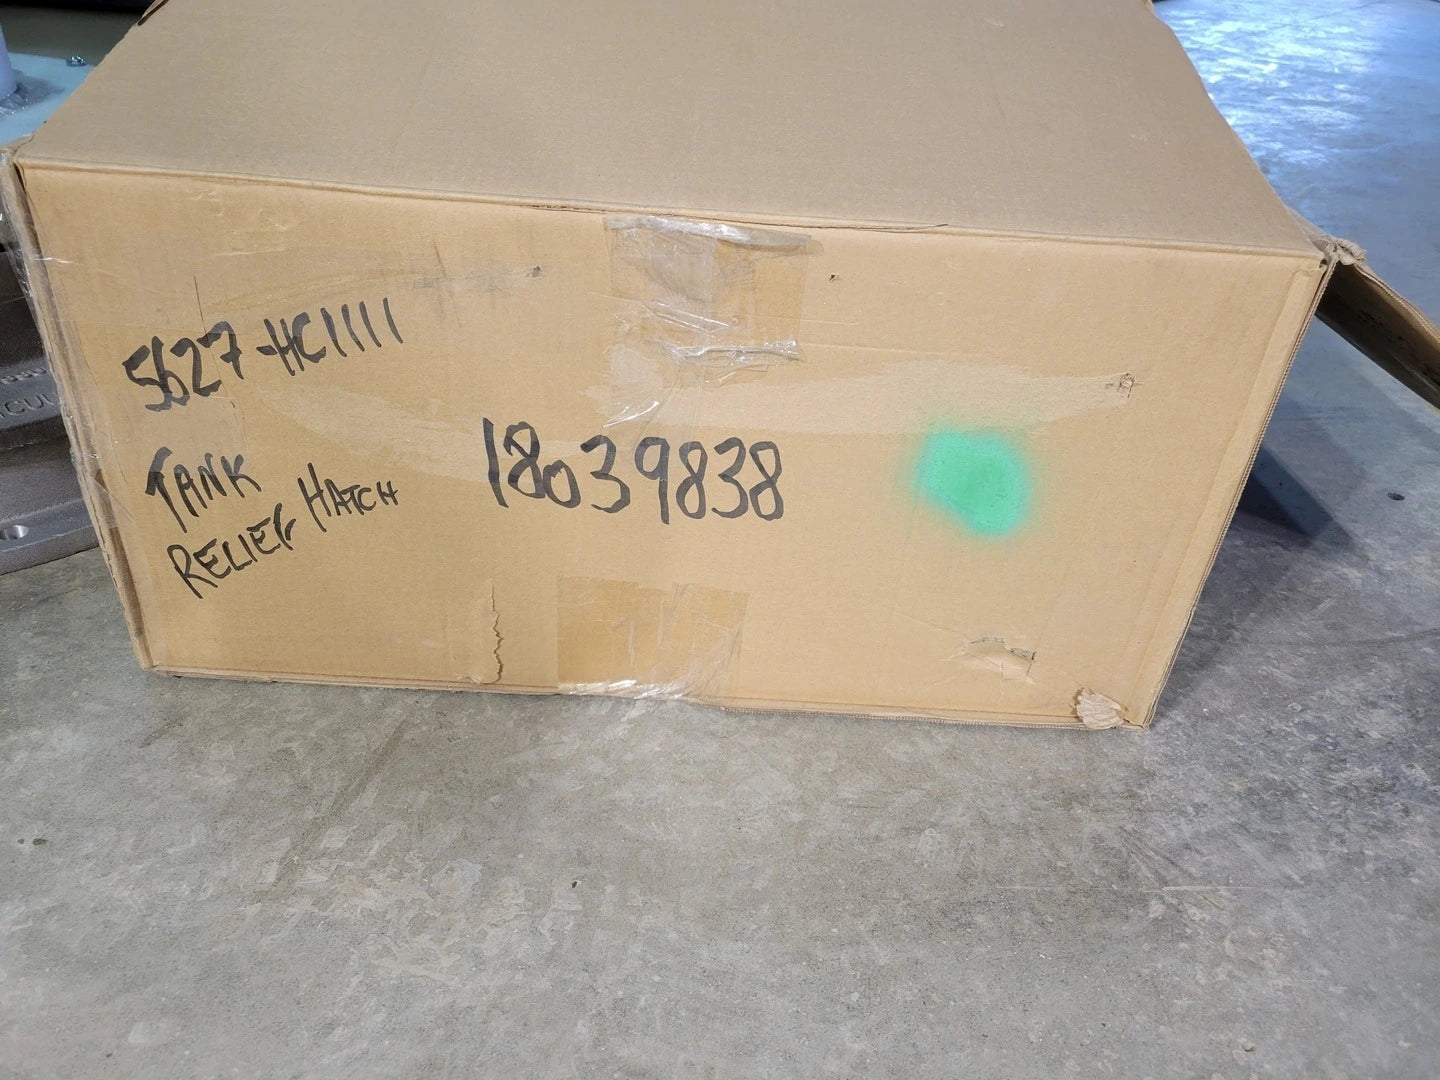 5627-HC1111
TANK
RELIEF HATCH
18039838